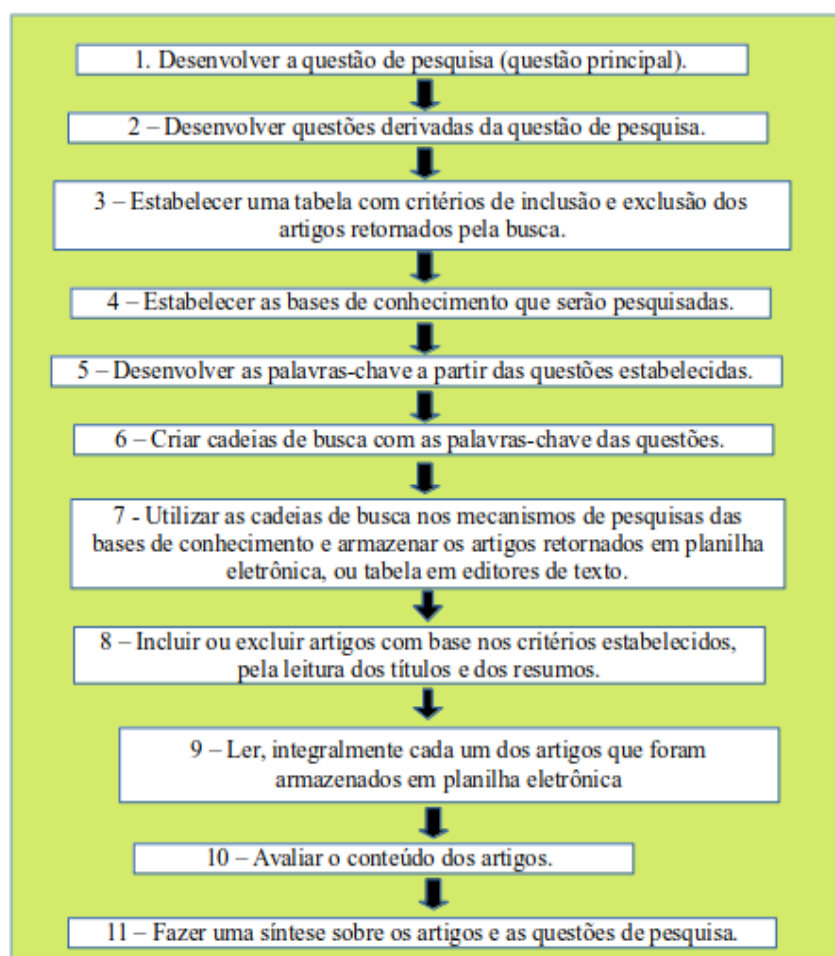 1. Desenvolver a questão de pesquisa (questão principal).
2 – Desenvolver questões derivadas da questão de pesquisa.
3 – Estabelecer uma tabela com critérios de inclusão e exclusão dos
artigos retornados pela busca.
4 – Estabelecer as bases de conhecimento que serão pesquisadas.
5 – Desenvolver as palavras-chave a partir das questões estabelecidas.
6 – Criar cadeias de busca com as palavras-chave das questões.
7 - Utilizar as cadeias de busca nos mecanismos de pesquisas das
bases de conhecimento e armazenar os artigos retornados em planilha
eletrônica, ou tabela em editores de texto.
8 – Incluir ou excluir artigos com base nos critérios estabelecidos,
pela leitura dos títulos e dos resumos.
9 – Ler, integralmente cada um dos artigos que foram
armazenados em planilha eletrônica
10 – Avaliar o conteúdo dos artigos.
11 – Fazer uma síntese sobre os artigos e as questões de pesquisa.